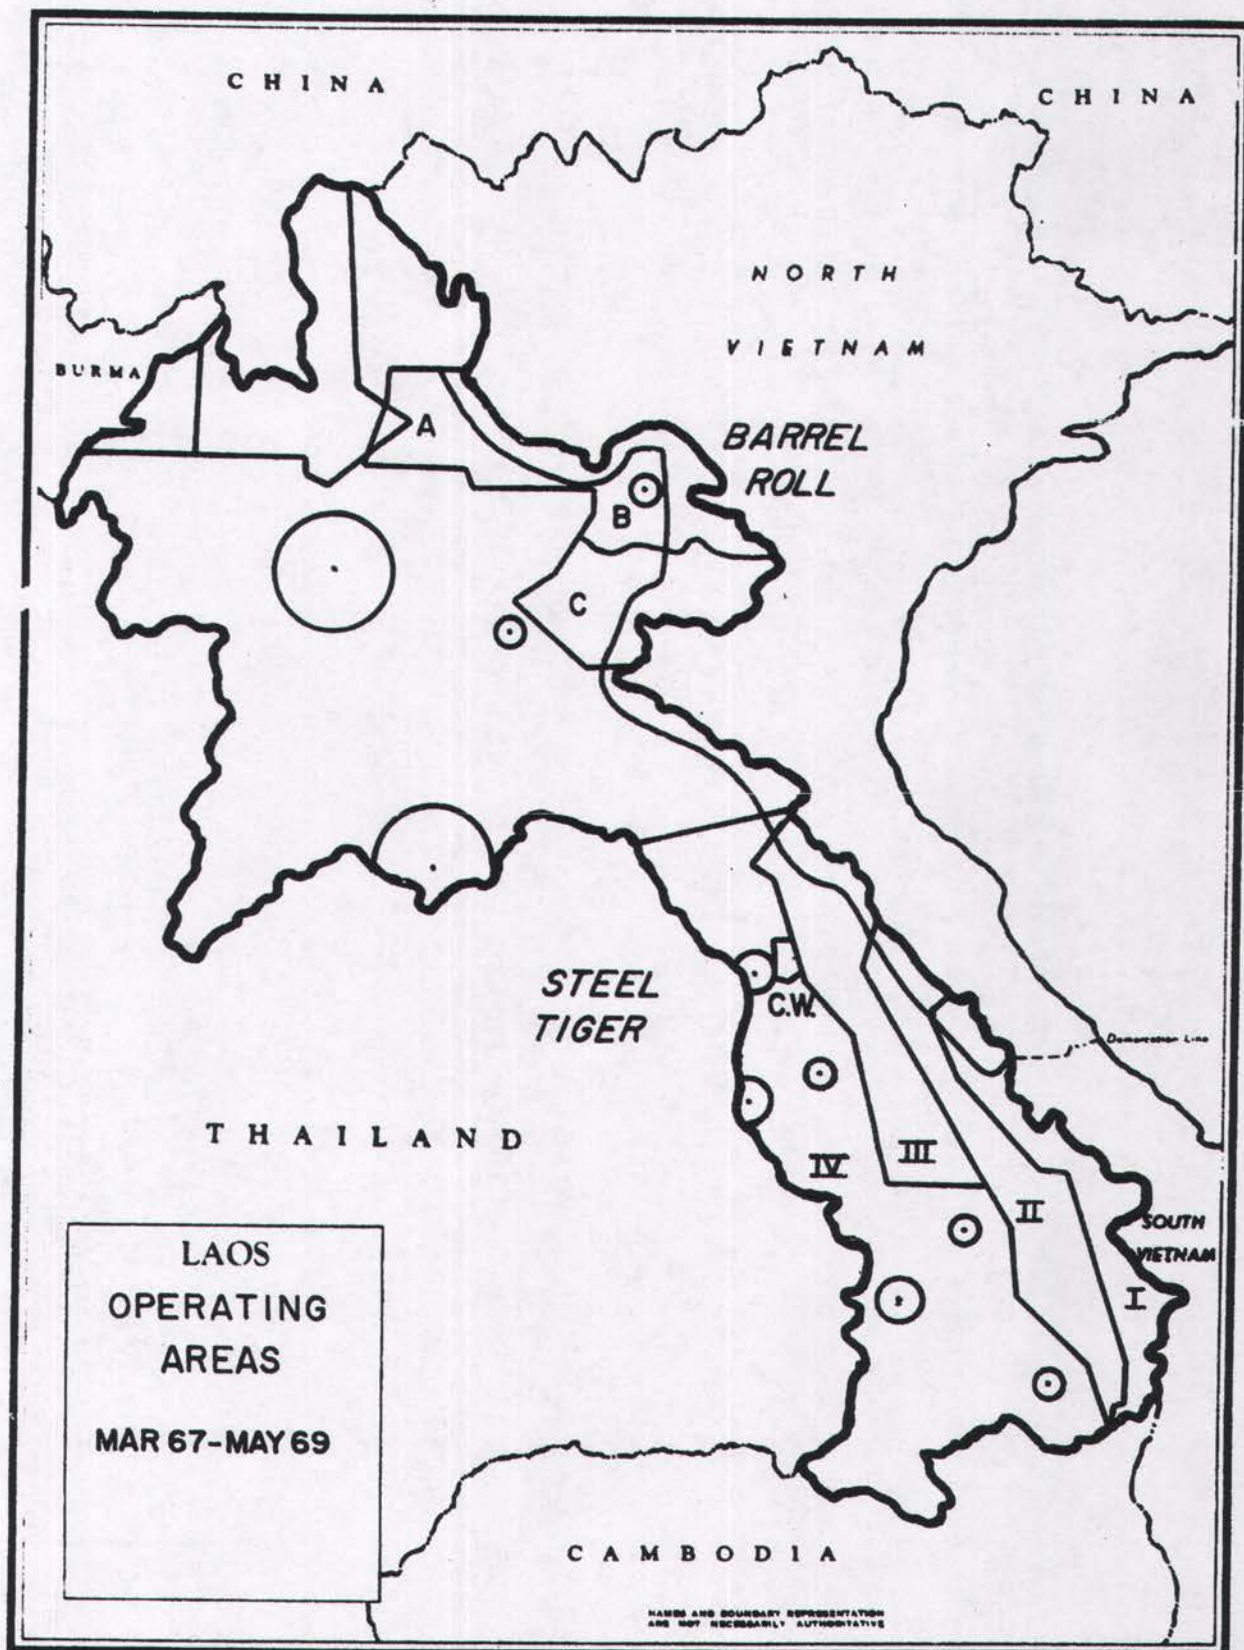 CHINA
CHINA
NORTH
VIETNAM
BURMA
A
BARREL
ROLL
B
C
STEEL
TIGER
C.W.
Demarcation Line
THAILAND
IV
III
II
SOUTH
VIETNAM
I
LAOS
OPERATING
AREAS
MAR 67-MAY 69
CAMBODIA
NAMES AND BOUNDARY REPRESENTATION
ARE NOT NECESSARILY AUTHORITATIVE